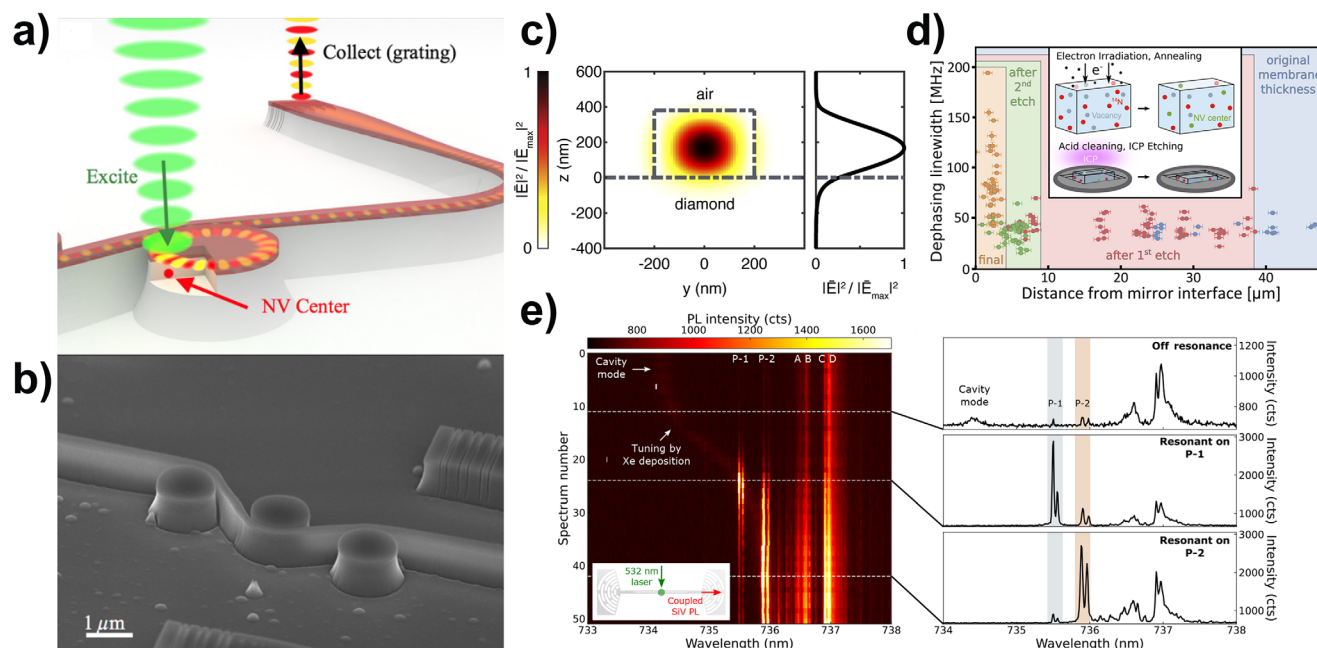 a)
Collect (grating)
Excite
NV Center
b)
1 μm
c)
|Ē|² / |Ēmax|²
1
0
z (nm)
600
400
200
0
-200
-400
air
diamond
-200 0 200
y (nm)
0 1
|Ē|² / |Ēmax|²
d)
Dephasing linewidth [MHz]
200
150
100
50
0
after
2nd
etch
original
membrane
thickness
Electron Irradiation, Annealing
e-
14N
Vacancy
NV center
Acid cleaning, ICP Etching
ICP
final
after 1st etch
0 10 20 30 40
Distance from mirror interface [μm]
e)
PL intensity (cts)
800 1000 1200 1400 1600
Spectrum number
0
10
20
30
40
50
Cavity
mode
P-1 P-2 A B C D
Tuning by
Xe deposition
532 nm
laser
Coupled
SiV PL
733 734 735 736 737 738
Wavelength (nm)
Off resonance
Cavity
mode
P-1
P-2
1200
1000
800
Intensity
(cts)
Resonant on
P-1
3000
2000
1000
Intensity
(cts)
Resonant on
P-2
3000
2000
1000
Intensity
(cts)
734 735 736 737 738
Wavelength (nm)